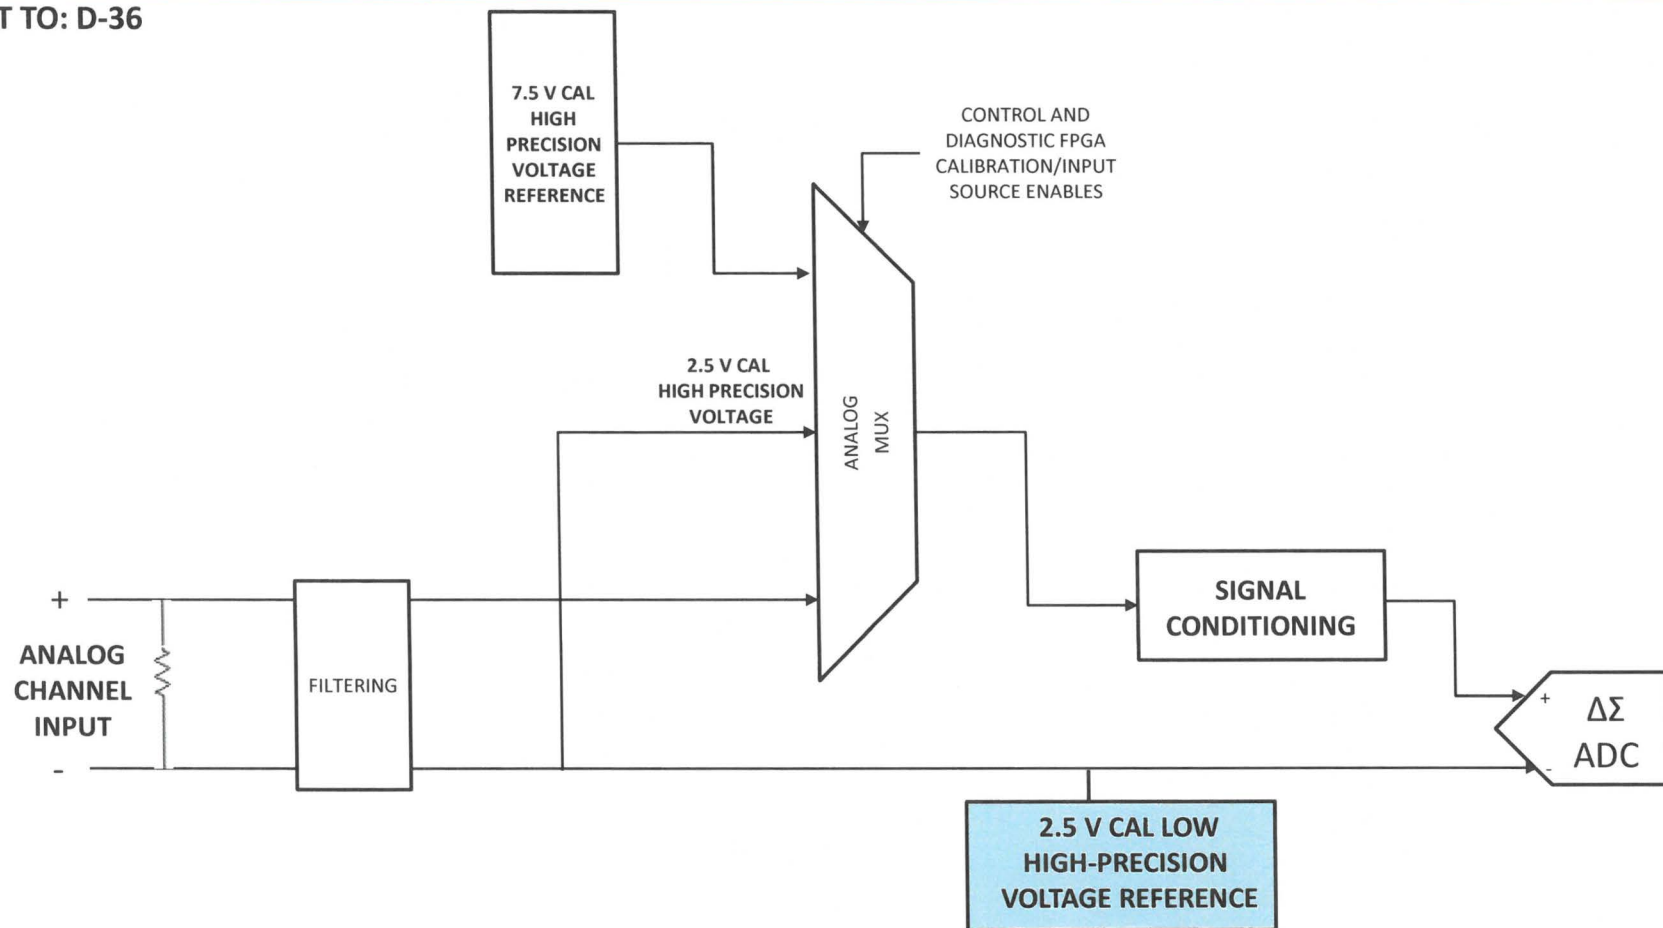 T TO: D-36
7.5 V CAL
HIGH
PRECISION
VOLTAGE
REFERENCE
CONTROL AND
DIAGNOSTIC FPGA
CALIBRATION/INPUT
SOURCE ENABLES
2.5 V CAL
HIGH PRECISION
VOLTAGE
ANALOG
MUX
+
ANALOG
CHANNEL
INPUT
-
FILTERING
SIGNAL
CONDITIONING
+
ΔΣ
ADC
-
2.5 V CAL LOW
HIGH-PRECISION
VOLTAGE REFERENCE